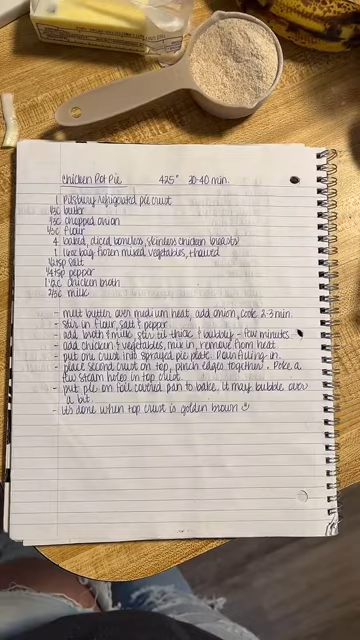 Chicken Pot Pie 425° 30-40 min.
1 Pillsbury refrigerated pie crust
1/3c butter
1/3c chopped onion
1/3c flour
4 baked, diced boneless, skinless chicken breasts
1 16oz bag frozen mixed vegetables, thawed
1/2tsp salt
1/4tsp pepper
1 1/2c chicken broth
2/3c milk
- melt butter over medium heat, add onion, cook 2-3 min.
- stir in flour, salt & pepper
- add broth & milk, stir til thick & bubbly - few minutes
- add chicken & vegetables, mix in, remove from heat
- put one crust into sprayed pie plate. Pour filling in.
- place second crust on top, pinch edges together. Poke a
few steam holes in top crust.
- put pie on foil covered pan to bake, it may bubble over
a bit.
- it's done when top crust is golden brown